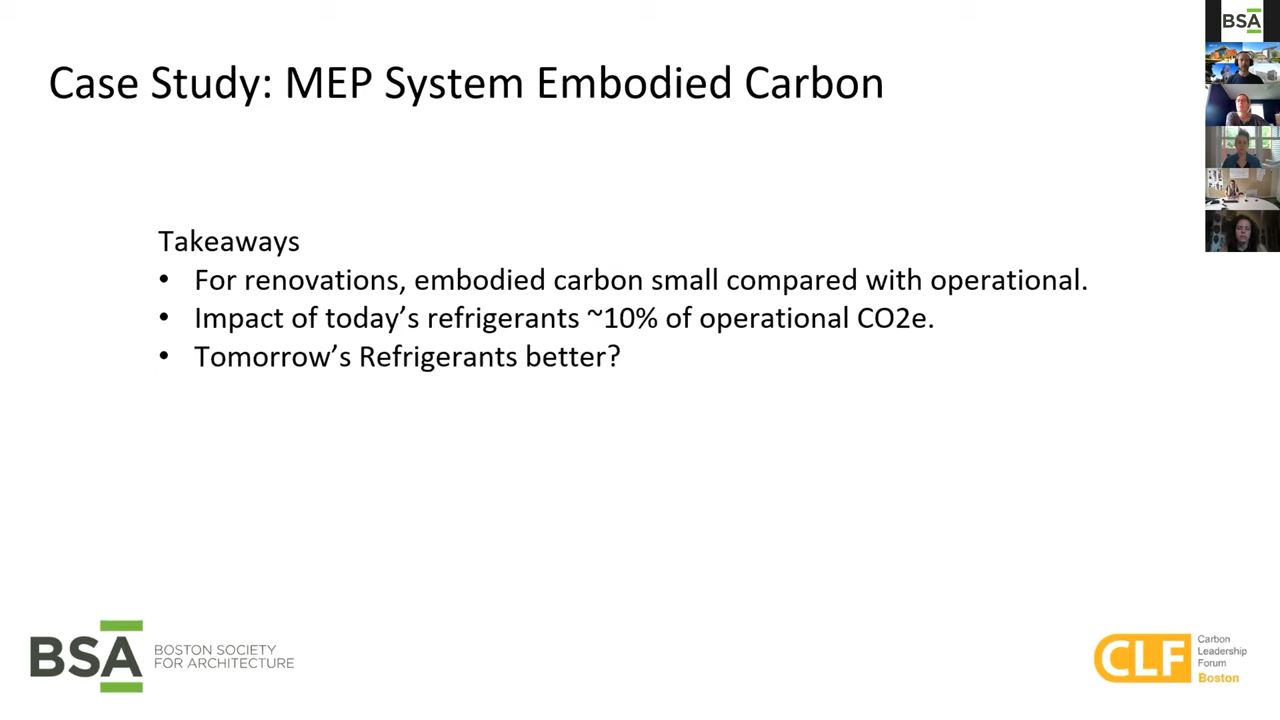 BSA
Case Study: MEP System Embodied Carbon
Takeaways
• For renovations, embodied carbon small compared with operational.
• Impact of today’s refrigerants ~10% of operational CO2e.
• Tomorrow’s Refrigerants better?
BSA
BOSTON SOCIETY
FOR ARCHITECTURE
CLF
Carbon
Leadership
Forum
Boston